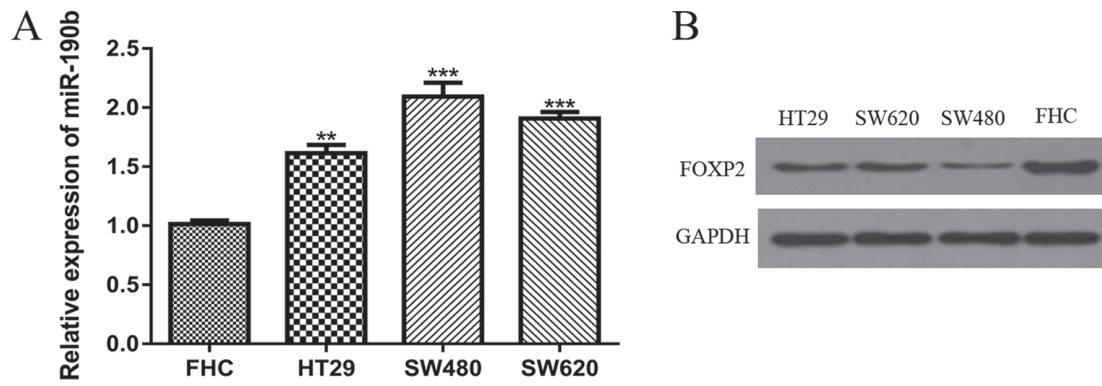 A
Relative expression of miR-190b
2.5
2.0
1.5
1.0
0.5
0.0
**
***
***
FHC HT29 SW480 SW620
B
HT29 SW620 SW480 FHC
FOXP2
GAPDH